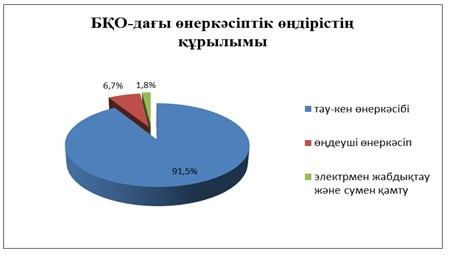 БҚО-дағы өнеркәсіптік өңдірістің
құрылымы
6,7%
1,8%
91,5%
тау-кен өнеркәсібі
өңдеуші өнеркәсіп
электрмен жабдықтау
және сумен қамту